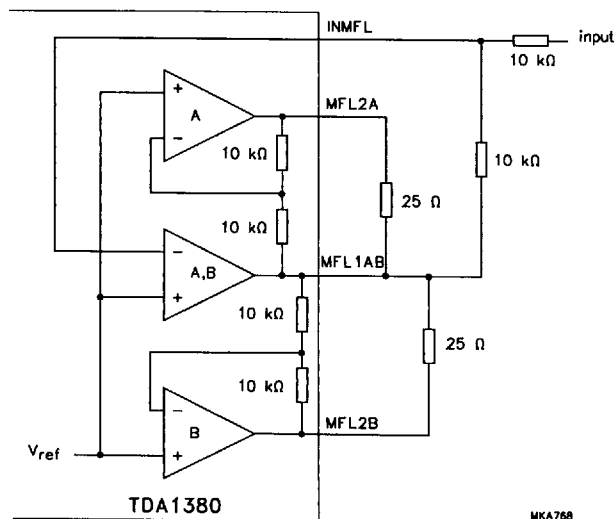 INMFL
input
10 kΩ
+
A
−
MFL2A
10 kΩ
10 kΩ
25 Ω
10 kΩ
−
A,B
+
MFL1AB
10 kΩ
25 Ω
10 kΩ
−
B
+
MFL2B
Vref
TDA1380
MKA768